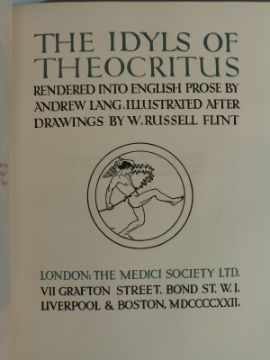 THE IDYLS OF
THEOCRITUS
RENDERED INTO ENGLISH PROSE BY
ANDREW LANG. ILLUSTRATED AFTER
DRAWINGS BY W. RUSSELL FLINT
LONDON: THE MEDICI SOCIETY LTD.
VII GRAFTON STREET, BOND ST. W. I.
LIVERPOOL & BOSTON, MDCCCCXXII.